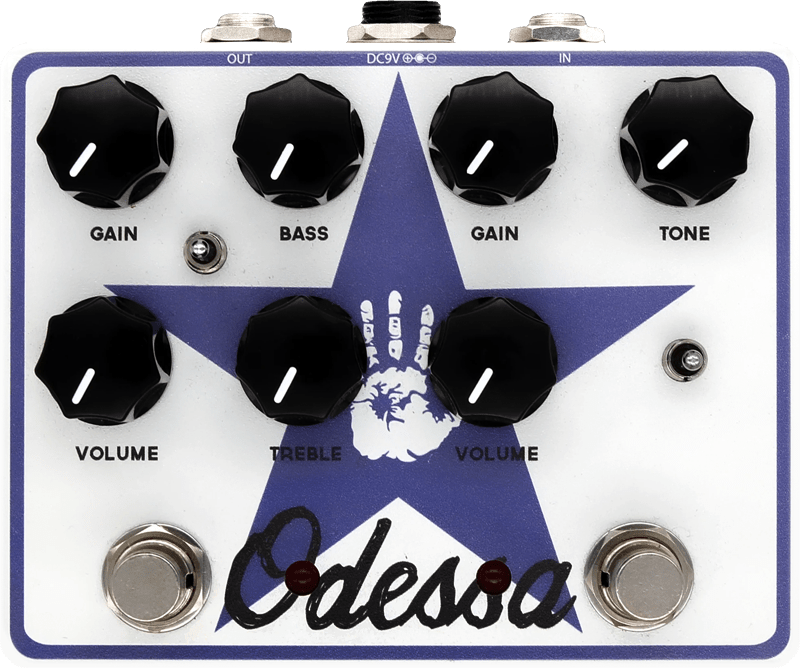 OUT DC9V IN
GAIN BASS GAIN TONE
VOLUME TREBLE VOLUME
Odessa